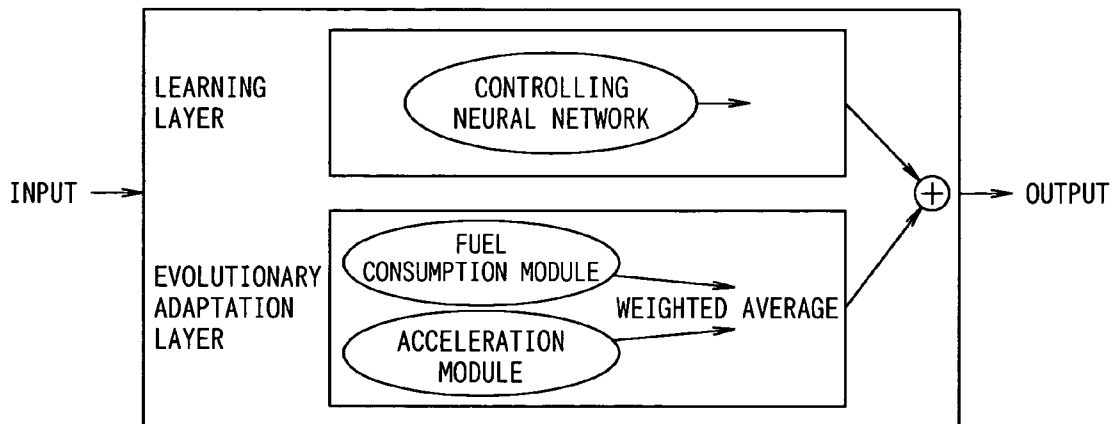 LEARNING
LAYER
CONTROLLING
NEURAL NETWORK
INPUT
OUTPUT
EVOLUTIONARY
ADAPTATION
LAYER
FUEL
CONSUMPTION MODULE
WEIGHTED AVERAGE
ACCELERATION
MODULE